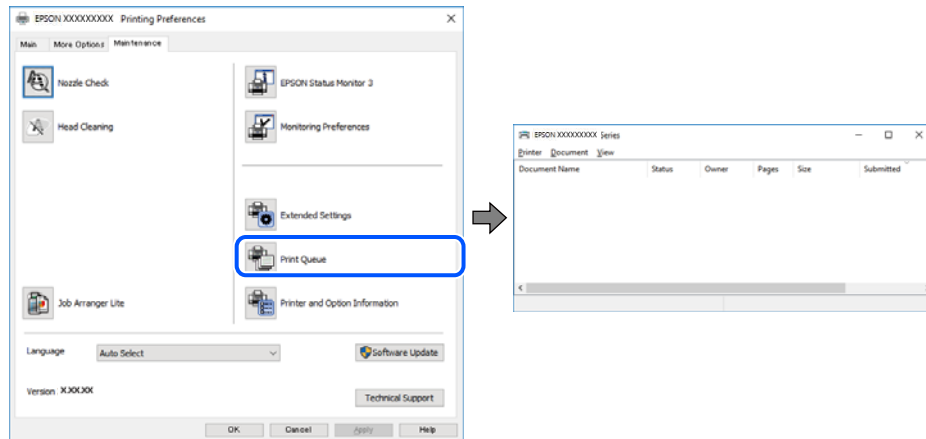 EPSON XXXXXXXXX Printing Preferences
Main More Options Maintenance
Nozzle Check
Head Cleaning
Job Arranger Lite
EPSON Status Monitor 3
Monitoring Preferences
Extended Settings
Print Queue
Printer and Option Information
Language Auto Select
Software Update
Version X.XX.XX
Technical Support
OK Cancel Apply Help
EPSON XXXXXXXXX Series
Printer Document View
Document Name Status Owner Pages Size Submitted